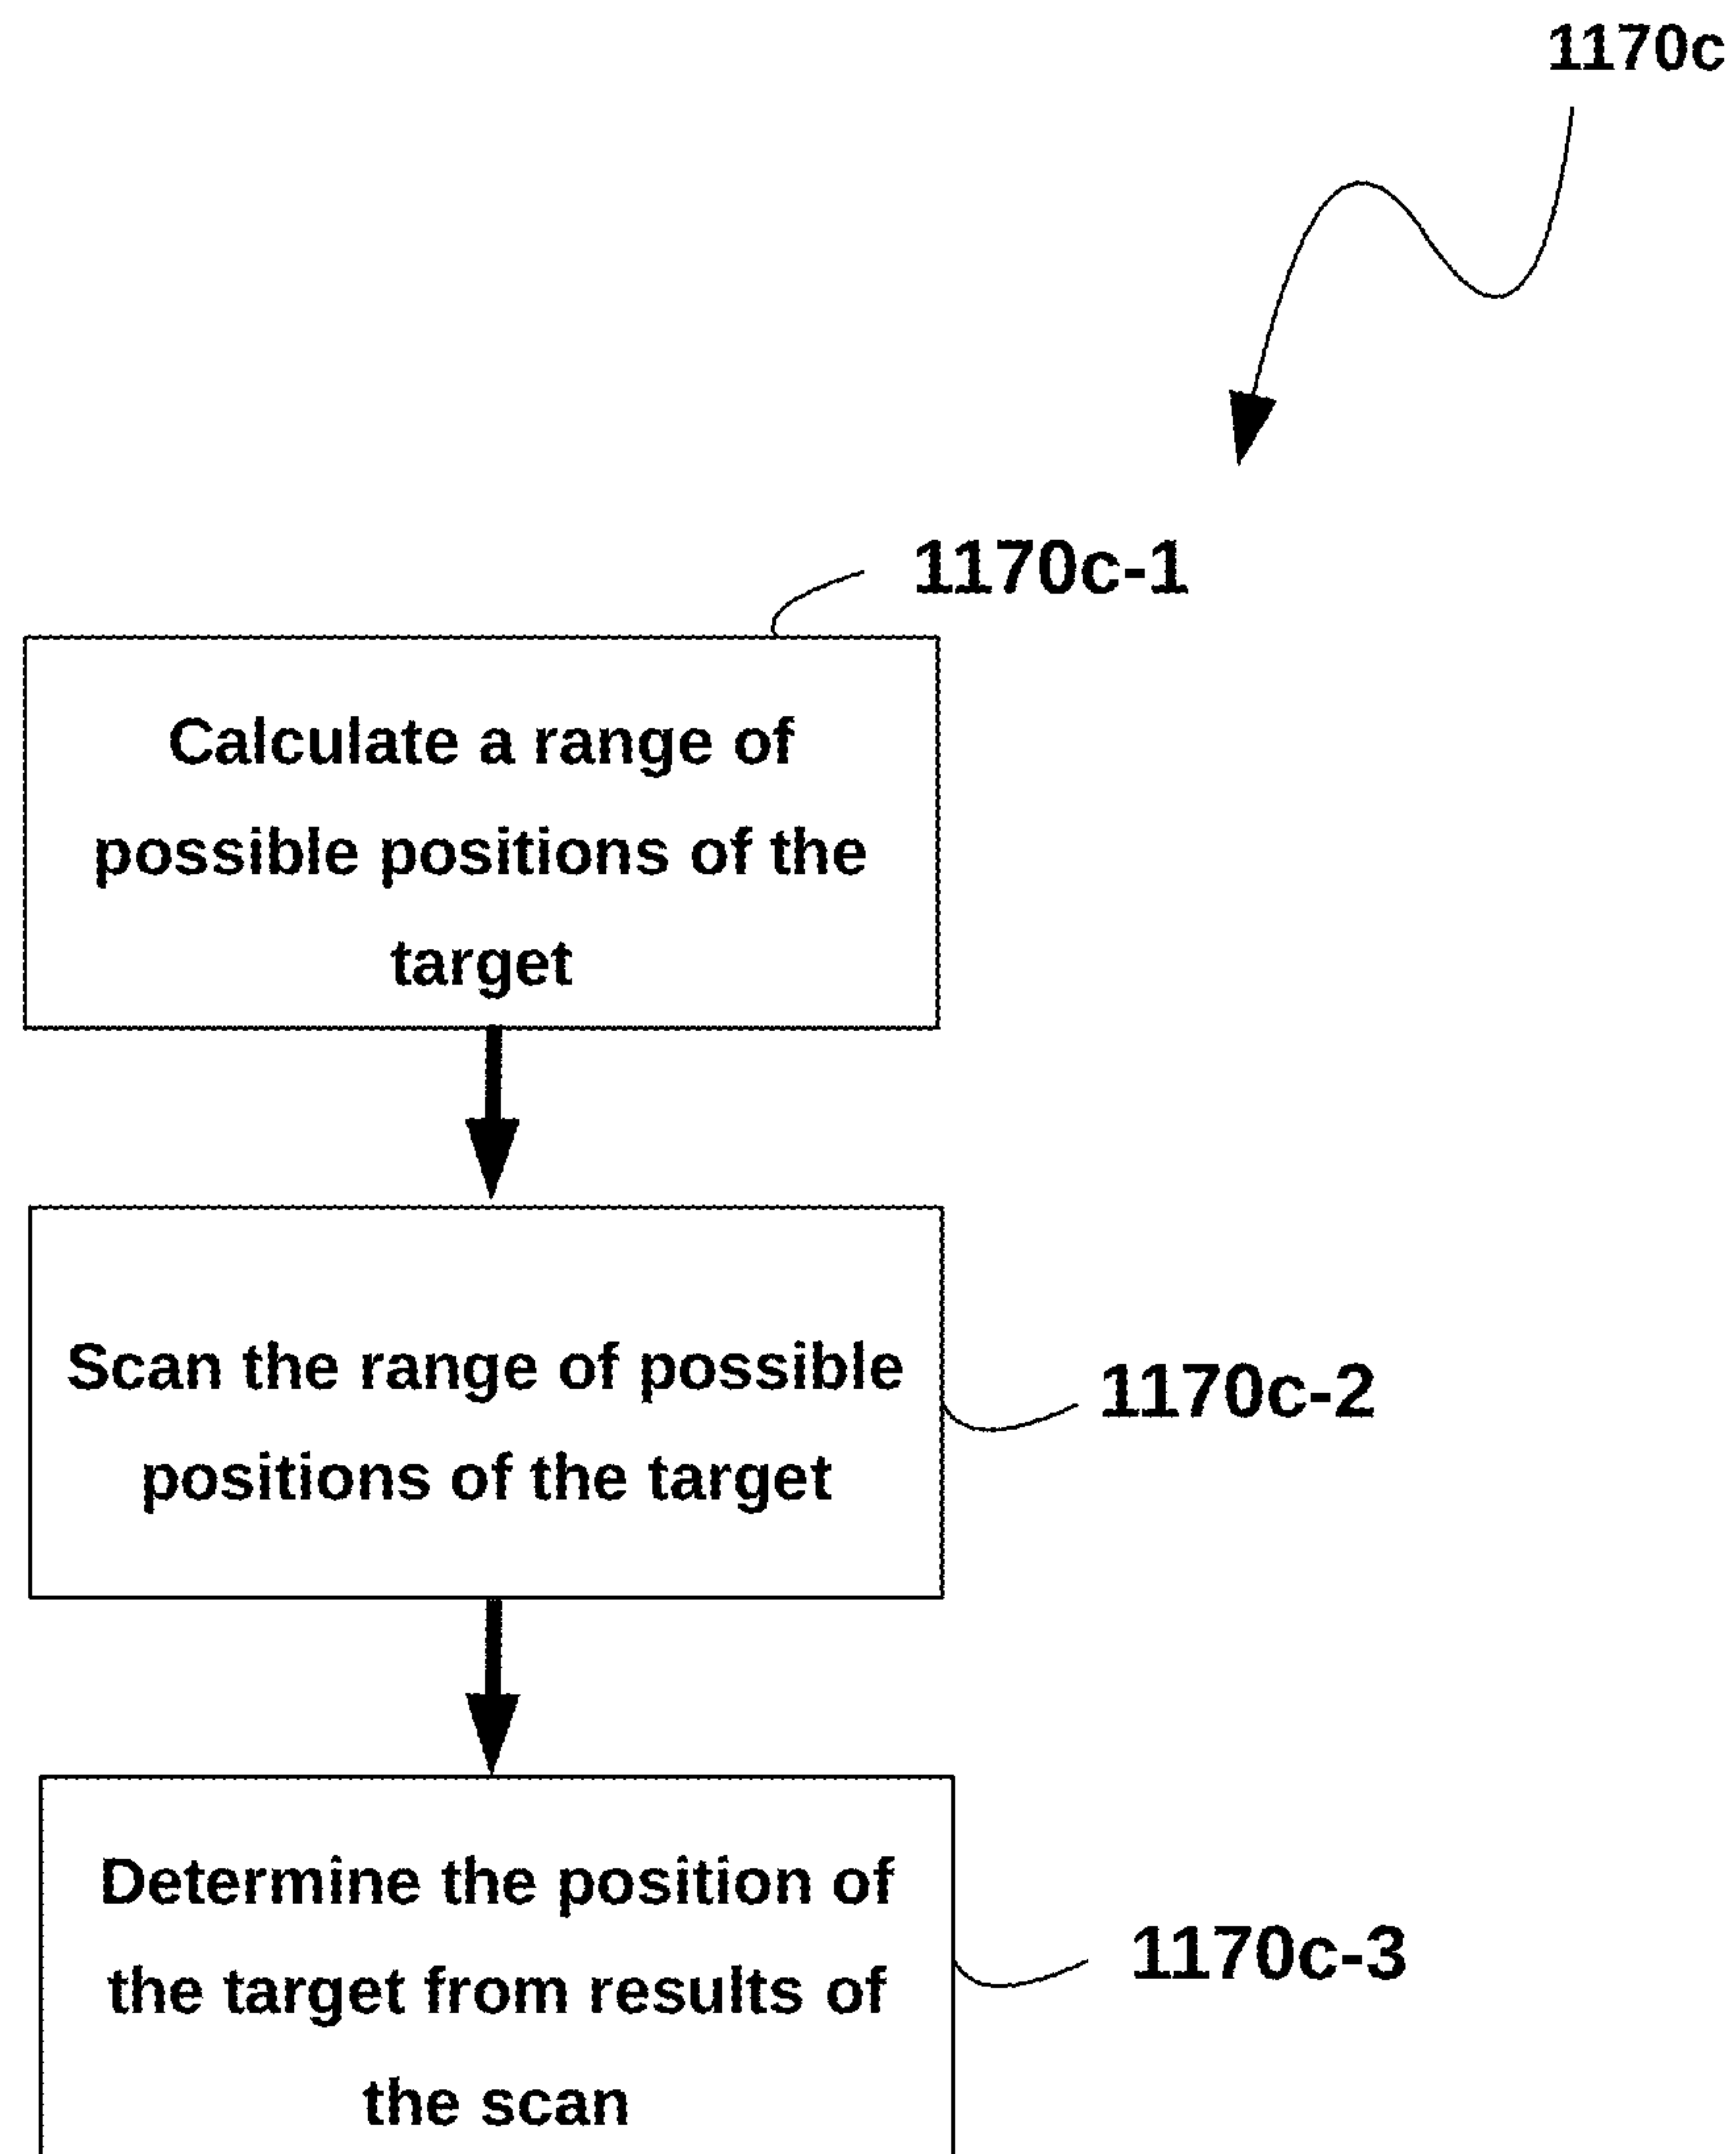 1170c
1170c-1
Calculate a range of
possible positions of the
target
Scan the range of possible
positions of the target
1170c-2
Determine the position of
the target from results of
the scan
1170c-3